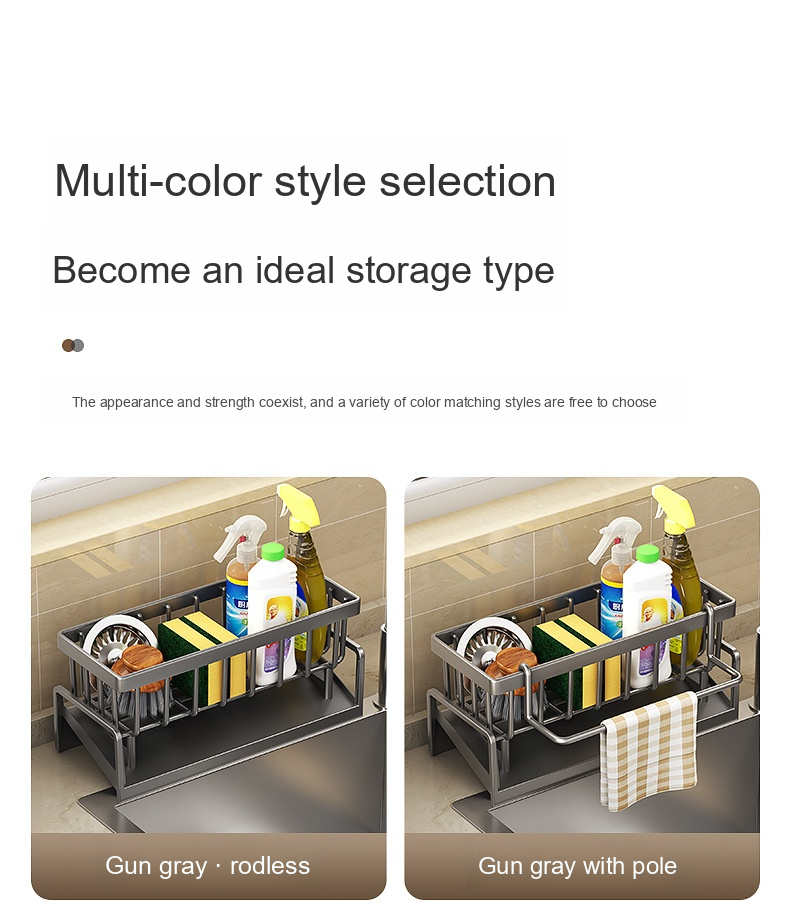 Multi-color style selection
Become an ideal storage type
The appearance and strength coexist, and a variety of color matching styles are free to choose
Gun gray · rodless
Gun gray with pole